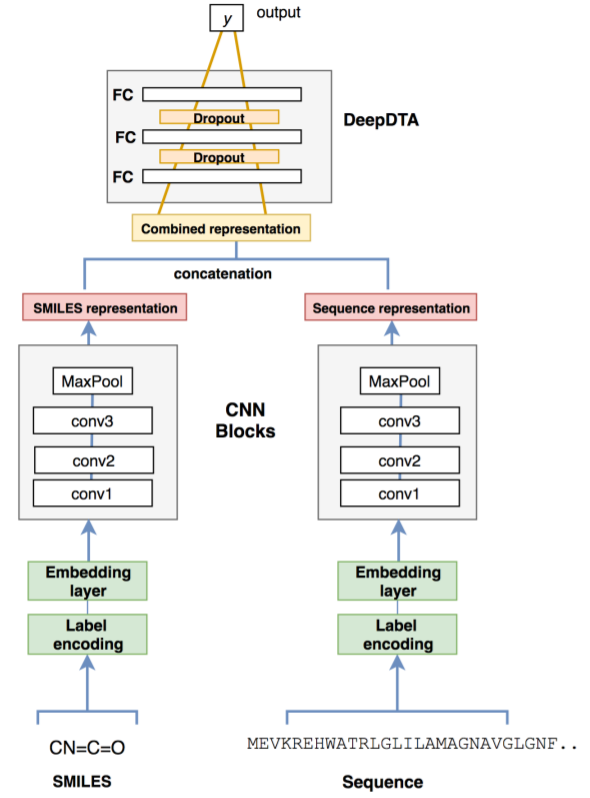 y
output
FC
Dropout
FC
Dropout
FC
DeepDTA
Combined representation
concatenation
SMILES representation
Sequence representation
MaxPool
conv3
conv2
conv1
CNN
Blocks
MaxPool
conv3
conv2
conv1
Embedding
layer
Label
encoding
Embedding
layer
Label
encoding
CN=C=O
MEVKREHWATRLGLILAMAGNAVGLGNF..
SMILES
Sequence